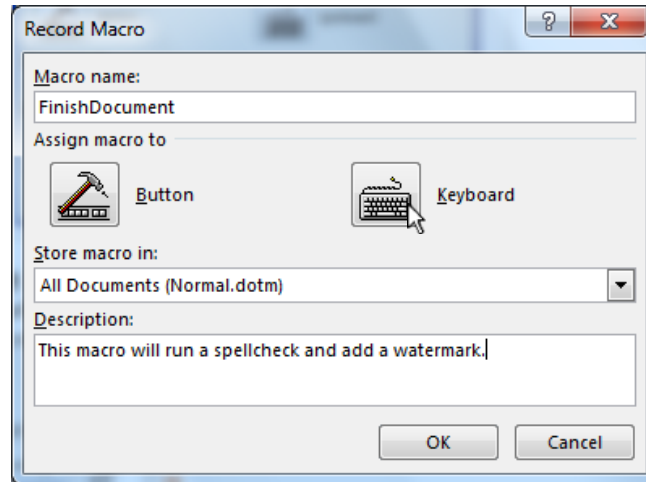 Record Macro
Macro name:
FinishDocument
Assign macro to
Button
Keyboard
Store macro in:
All Documents (Normal.dotm)
Description:
This macro will run a spellcheck and add a watermark.
OK
Cancel